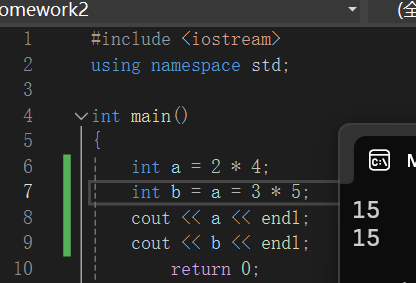 omework2
(全
1 #include <iostream>
2 using namespace std;
3
4 int main()
5 {
6 int a = 2 * 4;
7 int b = a = 3 * 5;
8 cout << a << endl;
9 cout << b << endl;
10 return 0;
C:\
M
15
15